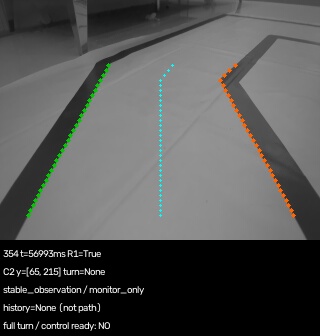 354 t=56993ms R1=True
C2 y=[65, 215] turn=None
stable_observation / monitor_only
history=None (not path)
full turn / control ready: NO